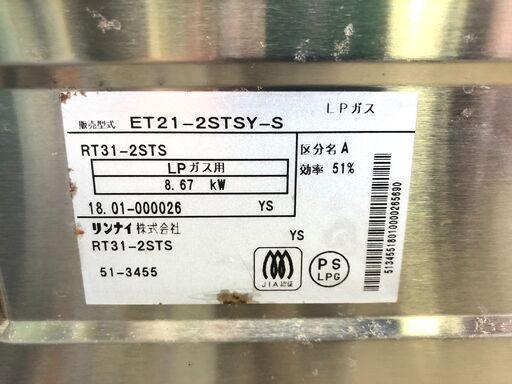 LPガス
販売型式 ET21-2STSY-S
RT31-2STS
区分名 A
LPガス用
効率 51%
8.67 kW
18.01-000026 YS
リンナイ株式会社
YS
RT31-2STS
51-3455
JIA認証
PS
LPG
5134551801000026569​0